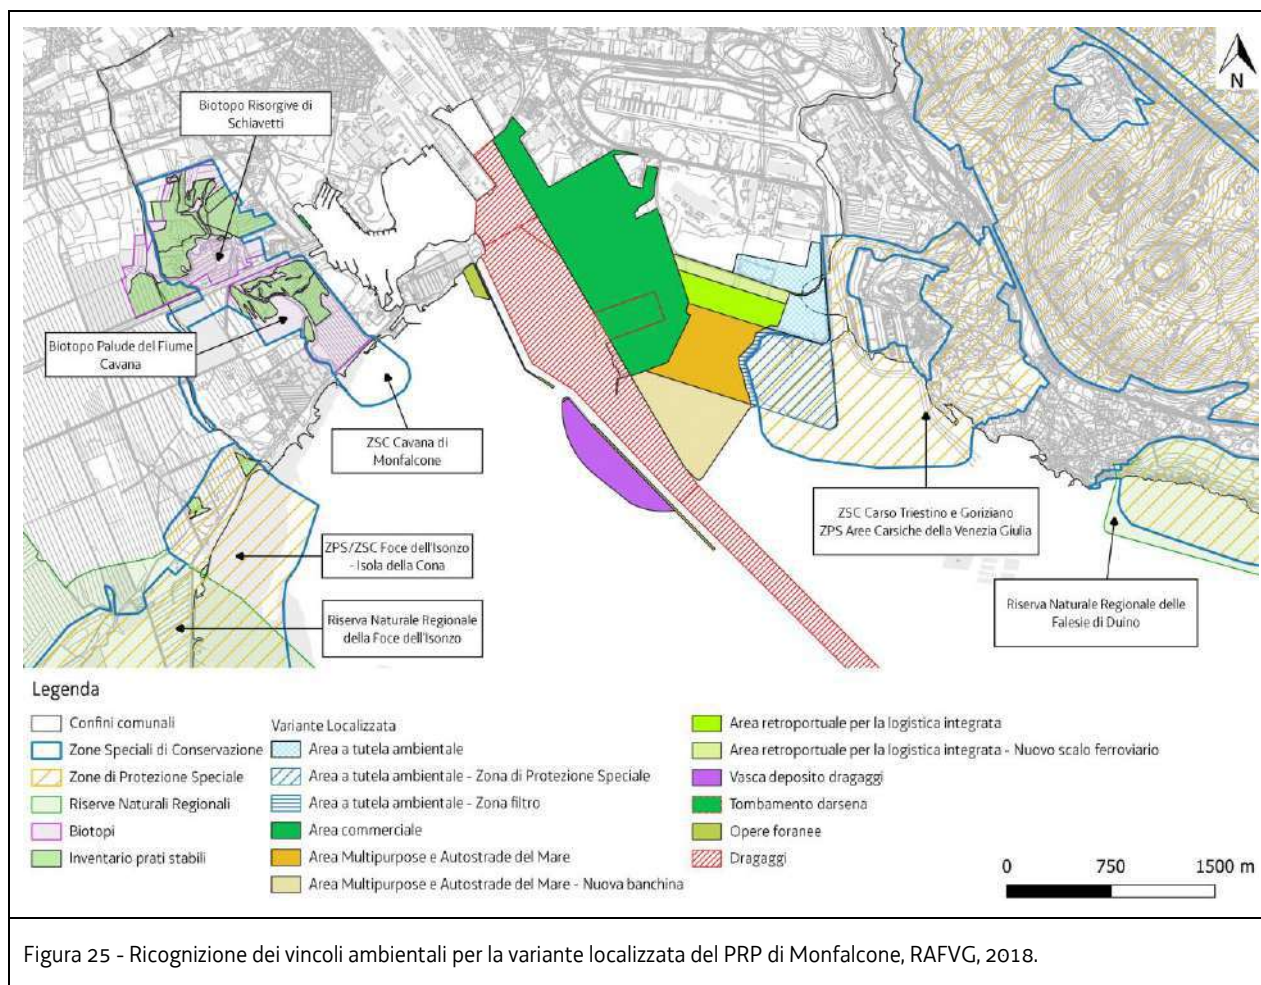 N
Biotopo Risorgive di
Schiavetti
Biotopo Palude del Fiume
Cavana
ZSC Cavana di
Monfalcone
ZPS/ZSC Foce dell'Isonzo
- Isola della Cona
Riserva Naturale Regionale
della Foce dell'Isonzo
ZSC Carso Triestino e Goriziano
ZPS Aree Carsiche della Venezia Giulia
Riserva Naturale Regionale delle
Falesie di Duino
Legenda
Confini comunali
Zone Speciali di Conservazione
Zone di Protezione Speciale
Riserve Naturali Regionali
Biotopi
Inventario prati stabili
Variante Localizzata
Area a tutela ambientale
Area a tutela ambientale - Zona di Protezione Speciale
Area a tutela ambientale - Zona filtro
Area commerciale
Area Multipurpose e Autostrade del Mare
Area Multipurpose e Autostrade del Mare - Nuova banchina
Area retroportuale per la logistica integrata
Area retroportuale per la logistica integrata - Nuovo scalo ferroviario
Vasca deposito dragaggi
Tombamento darsena
Opere foranee
Dragaggi
0 750 1500 m
Figura 25 - Ricognizione dei vincoli ambientali per la variante localizzata del PRP di Monfalcone, RAFVG, 2018.